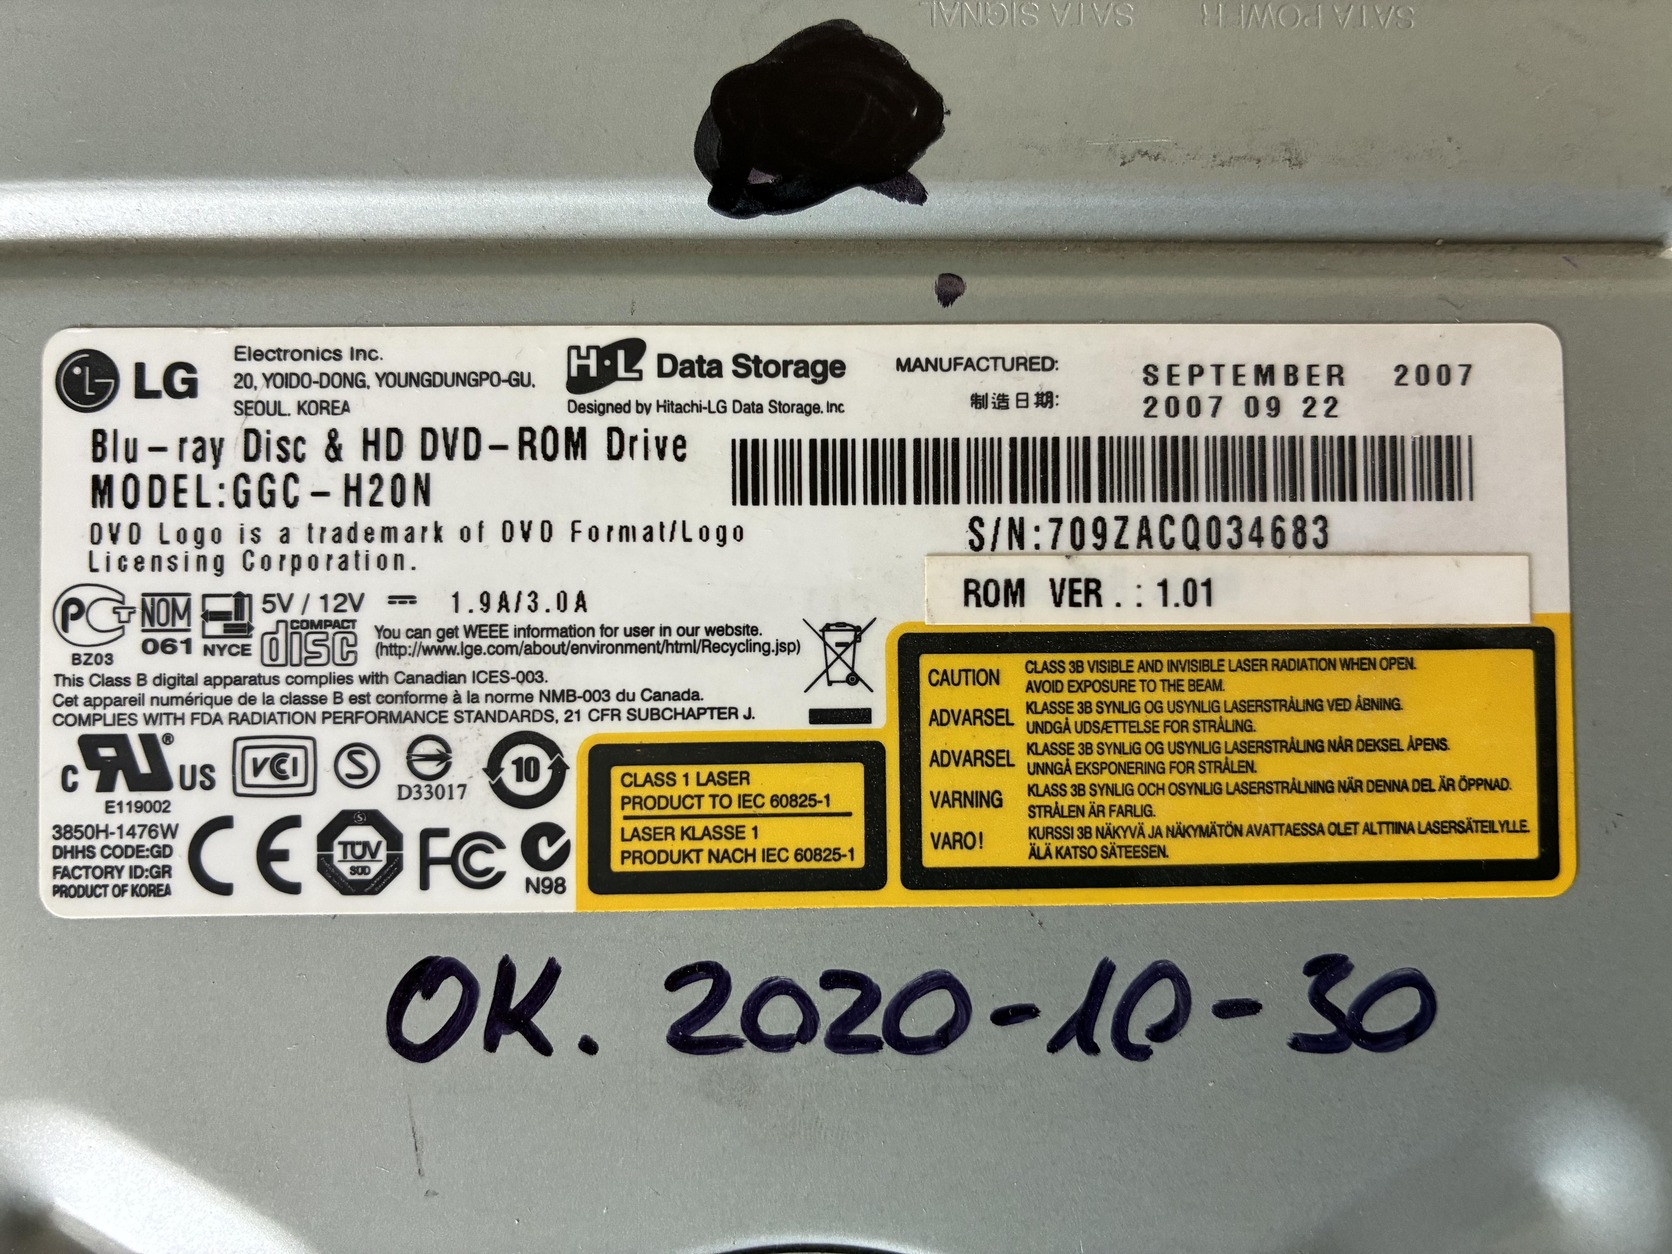 SATA SIGNAL SATA POWER
LG
Electronics Inc.
20, YOIDO-DONG, YOUNGDUNGPO-GU,
SEOUL. KOREA
H·L Data Storage
Designed by Hitachi-LG Data Storage, Inc
MANUFACTURED: SEPTEMBER 2007
制造日期: 2007 09 22
Blu-ray Disc & HD DVD-ROM Drive
MODEL:GGC-H20N
DVD Logo is a trademark of DVD Format/Logo
Licensing Corporation.
S/N:709ZACQ034683
ROM VER.: 1.01
PCT
BZ03
NOM
061
NYCE
5V / 12V 1.9A/3.0A
COMPACT
disc
You can get WEEE information for user in our website.
(http://www.lge.com/about/environment/html/Recycling.jsp)
This Class B digital apparatus complies with Canadian ICES-003.
Cet appareil numérique de la classe B est conforme à la norme NMB-003 du Canada.
COMPLIES WITH FDA RADIATION PERFORMANCE STANDARDS, 21 CFR SUBCHAPTER J.
C RU ® US
E119002
VCI
S
D33017
10
3850H-1476W
DHHS CODE:GD
FACTORY ID:GR
PRODUCT OF KOREA
CE
S
TÜV
SÜD
FC
N98
CLASS 1 LASER
PRODUCT TO IEC 60825-1
LASER KLASSE 1
PRODUKT NACH IEC 60825-1
CAUTION CLASS 3B VISIBLE AND INVISIBLE LASER RADIATION WHEN OPEN.
AVOID EXPOSURE TO THE BEAM.
ADVARSEL KLASSE 3B SYNLIG OG USYNLIG LASERSTRÅLING VED ÅBNING.
UNDGÅ UDSÆTTELSE FOR STRÅLING.
ADVARSEL KLASSE 3B SYNLIG OG USYNLIG LASERSTRÅLING NÅR DEKSEL ÅPENS.
UNNGÅ EKSPONERING FOR STRÅLEN.
VARNING KLASS 3B SYNLIG OCH OSYNLIG LASERSTRÅLNING NÄR DENNA DEL ÄR ÖPPNAD.
STRÅLEN ÄR FARLIG.
VARO! KURSSI 3B NÄKYVÄ JA NÄKYMÄTÖN AVATTAESSA OLET ALTTIINA LASERSÄTEILYLLE.
ÄLÄ KATSO SÄTEESEN.
OK. 2020-10-30